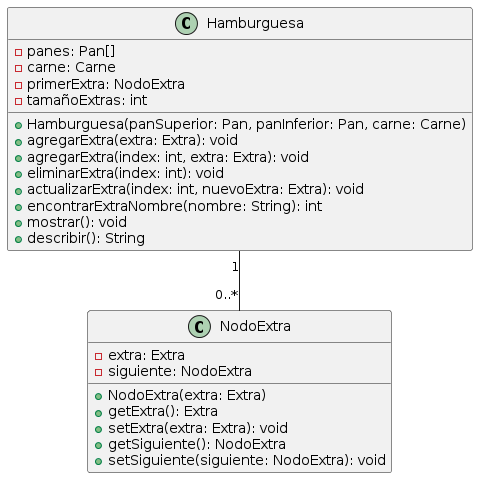 C Hamburguesa
panes: Pan[]
carne: Carne
primerExtra: NodoExtra
tamañoExtras: int
Hamburguesa(panSuperior: Pan, panInferior: Pan, carne: Carne)
agregarExtra(extra: Extra): void
agregarExtra(index: int, extra: Extra): void
eliminarExtra(index: int): void
actualizarExtra(index: int, nuevoExtra: Extra): void
encontrarExtraNombre(nombre: String): int
mostrar(): void
describir(): String
1
0..*
C NodoExtra
extra: Extra
siguiente: NodoExtra
NodoExtra(extra: Extra)
getExtra(): Extra
setExtra(extra: Extra): void
getSiguiente(): NodoExtra
setSiguiente(siguiente: NodoExtra): void